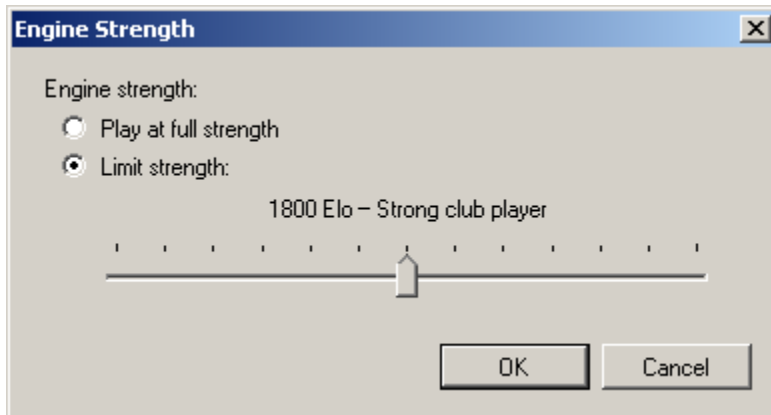 Engine Strength
Engine strength:
Play at full strength
Limit strength:
1800 Elo – Strong club player
OK
Cancel